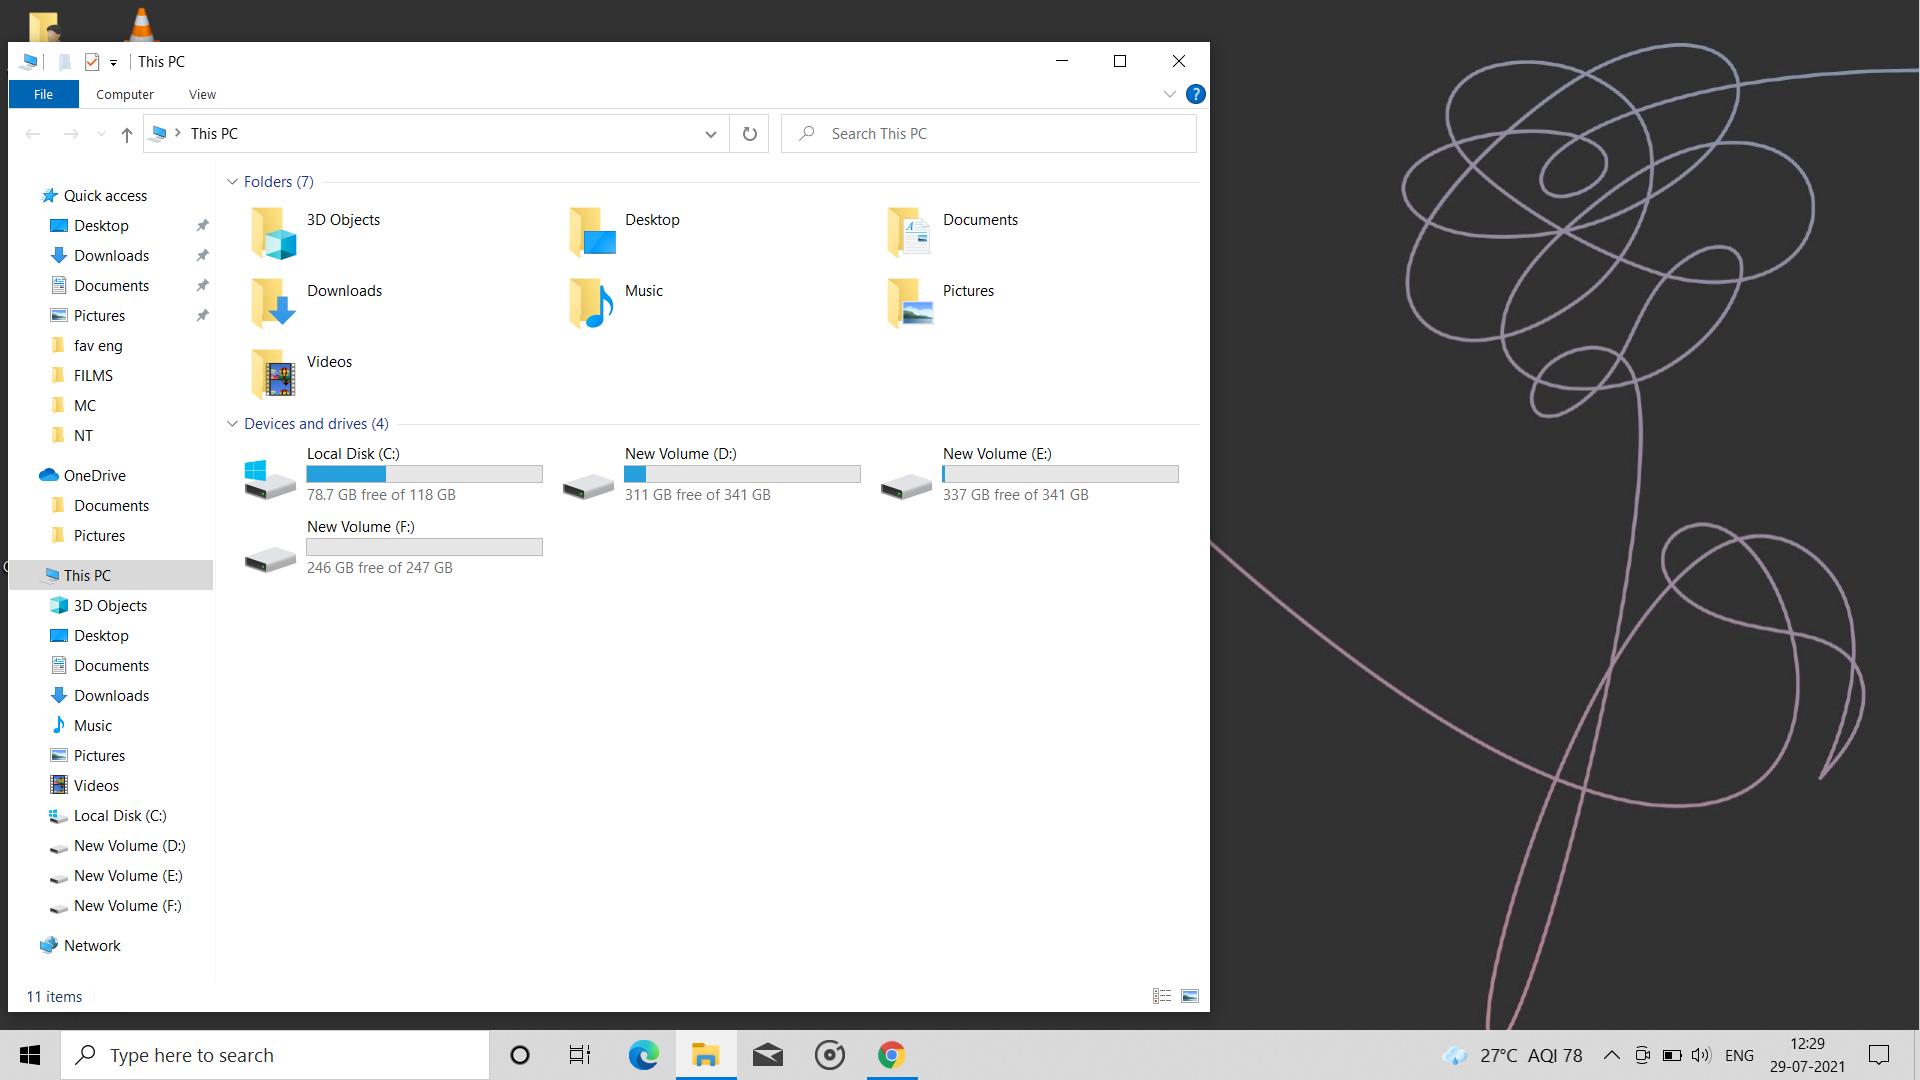 This PC
File Computer View
This PC
Search This PC
Quick access
Desktop
Downloads
Documents
Pictures
fav eng
FILMS
MC
NT
OneDrive
Documents
Pictures
This PC
3D Objects
Desktop
Documents
Downloads
Music
Pictures
Videos
Local Disk (C:)
New Volume (D:)
New Volume (E:)
New Volume (F:)
Network
Folders (7)
3D Objects
Desktop
Documents
Downloads
Music
Pictures
Videos
Devices and drives (4)
Local Disk (C:)
78.7 GB free of 118 GB
New Volume (D:)
311 GB free of 341 GB
New Volume (E:)
337 GB free of 341 GB
New Volume (F:)
246 GB free of 247 GB
11 items
Type here to search
27°C AQI 78
ENG
12:29
29-07-2021